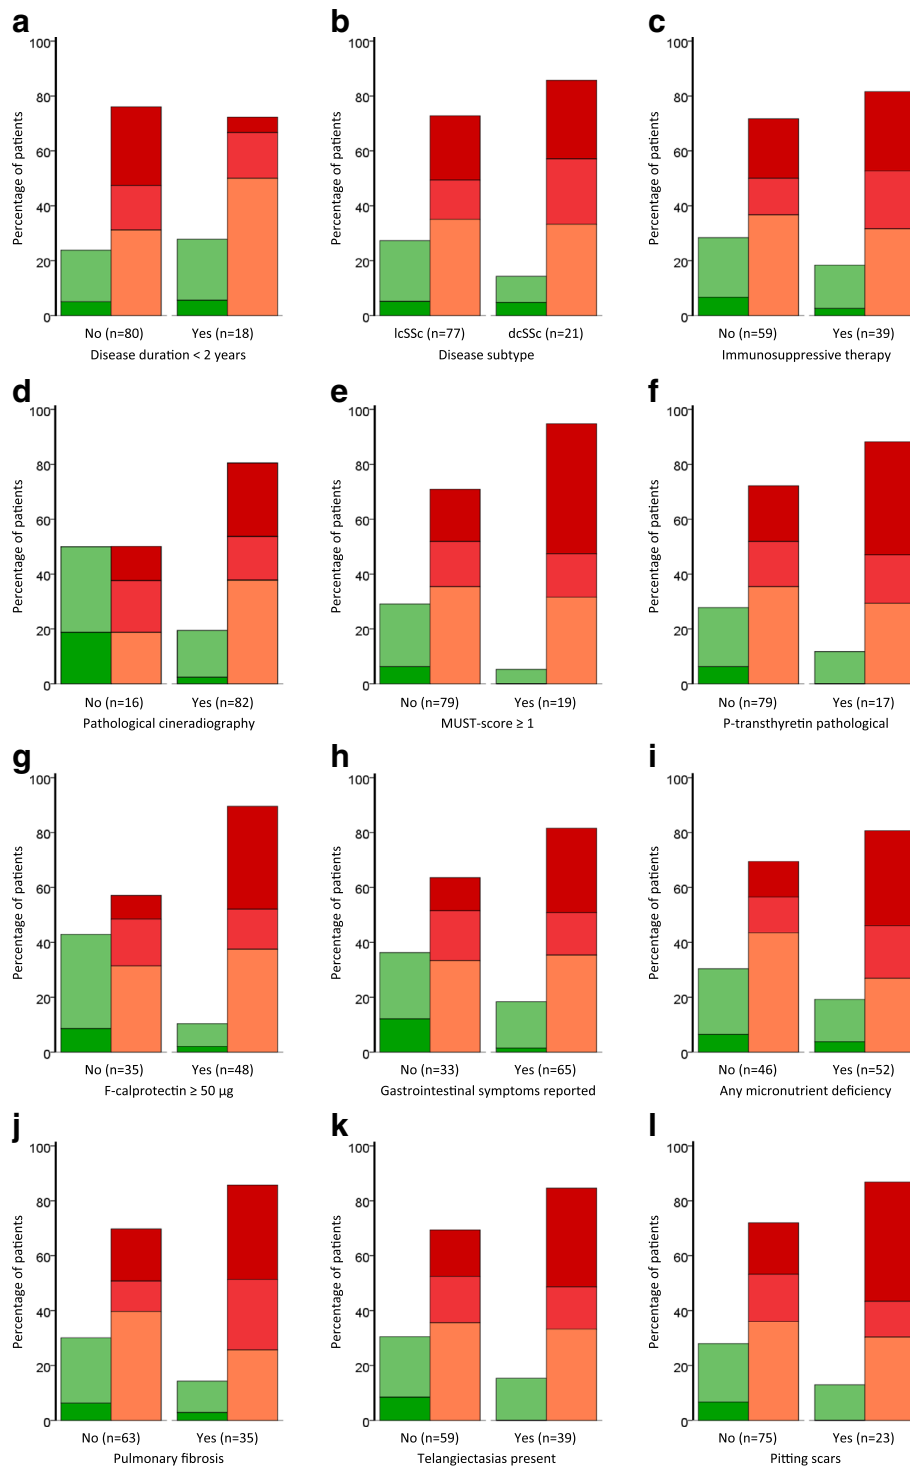 a
100
80
60
40
20
0
Percentage of patients
No (n=80) Yes (n=18)
Disease duration < 2 years
b
100
80
60
40
20
0
Percentage of patients
lcSSc (n=77) dcSSc (n=21)
Disease subtype
c
100
80
60
40
20
0
Percentage of patients
No (n=59) Yes (n=39)
Immunosuppressive therapy
d
100
80
60
40
20
0
Percentage of patients
No (n=16) Yes (n=82)
Pathological cineradiography
e
100
80
60
40
20
0
Percentage of patients
No (n=79) Yes (n=19)
MUST-score ≥ 1
f
100
80
60
40
20
0
Percentage of patients
No (n=79) Yes (n=17)
P-transthyretin pathological
g
100
80
60
40
20
0
Percentage of patients
No (n=35) Yes (n=48)
F-calprotectin ≥ 50 µg
h
100
80
60
40
20
0
Percentage of patients
No (n=33) Yes (n=65)
Gastrointestinal symptoms reported
i
100
80
60
40
20
0
Percentage of patients
No (n=46) Yes (n=52)
Any micronutrient deficiency
j
100
80
60
40
20
0
Percentage of patients
No (n=63) Yes (n=35)
Pulmonary fibrosis
k
100
80
60
40
20
0
Percentage of patients
No (n=59) Yes (n=39)
Telangiectasias present
l
100
80
60
40
20
0
Percentage of patients
No (n=75) Yes (n=23)
Pitting scars